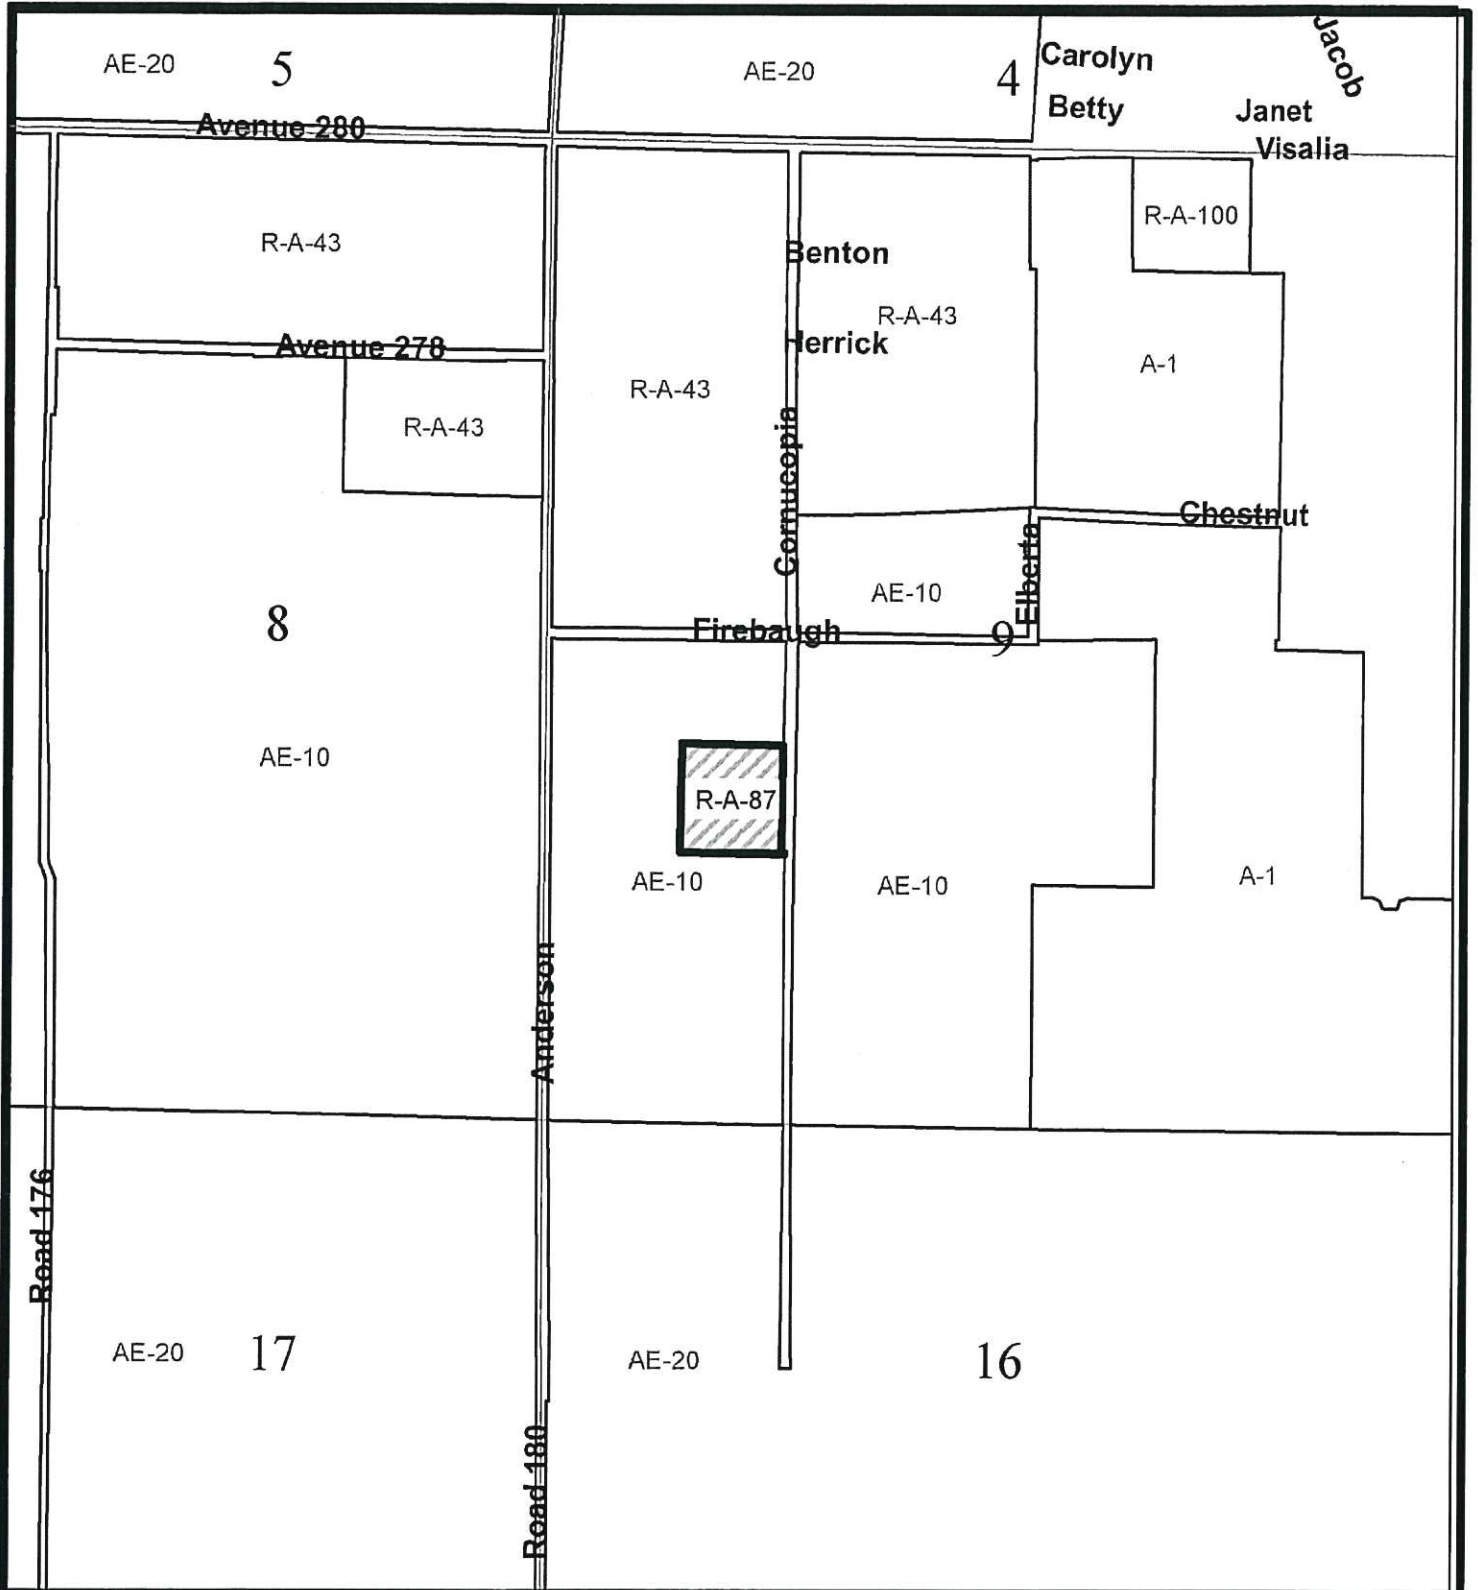 AE-20
5
AE-20
4
Carolyn
Jacob
Betty
Janet
Avenue 280
Visalia
R-A-43
Benton
R-A-100
R-A-43
Avenue 278
Herrick
A-1
R-A-43
R-A-43
Cornucopia
Chestnut
Elberta
AE-10
8
Firebaugh
9
AE-10
R-A-87
AE-10
AE-10
A-1
Anderson
Road 176
AE-20
17
AE-20
16
Road 180